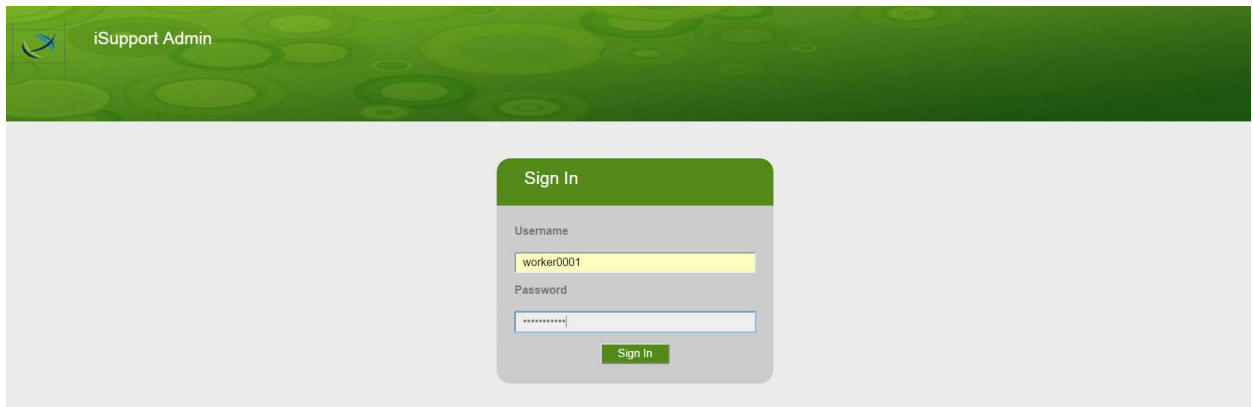 iSupport Admin
Sign In
Username
worker0001
Password
•••••••••••
Sign In